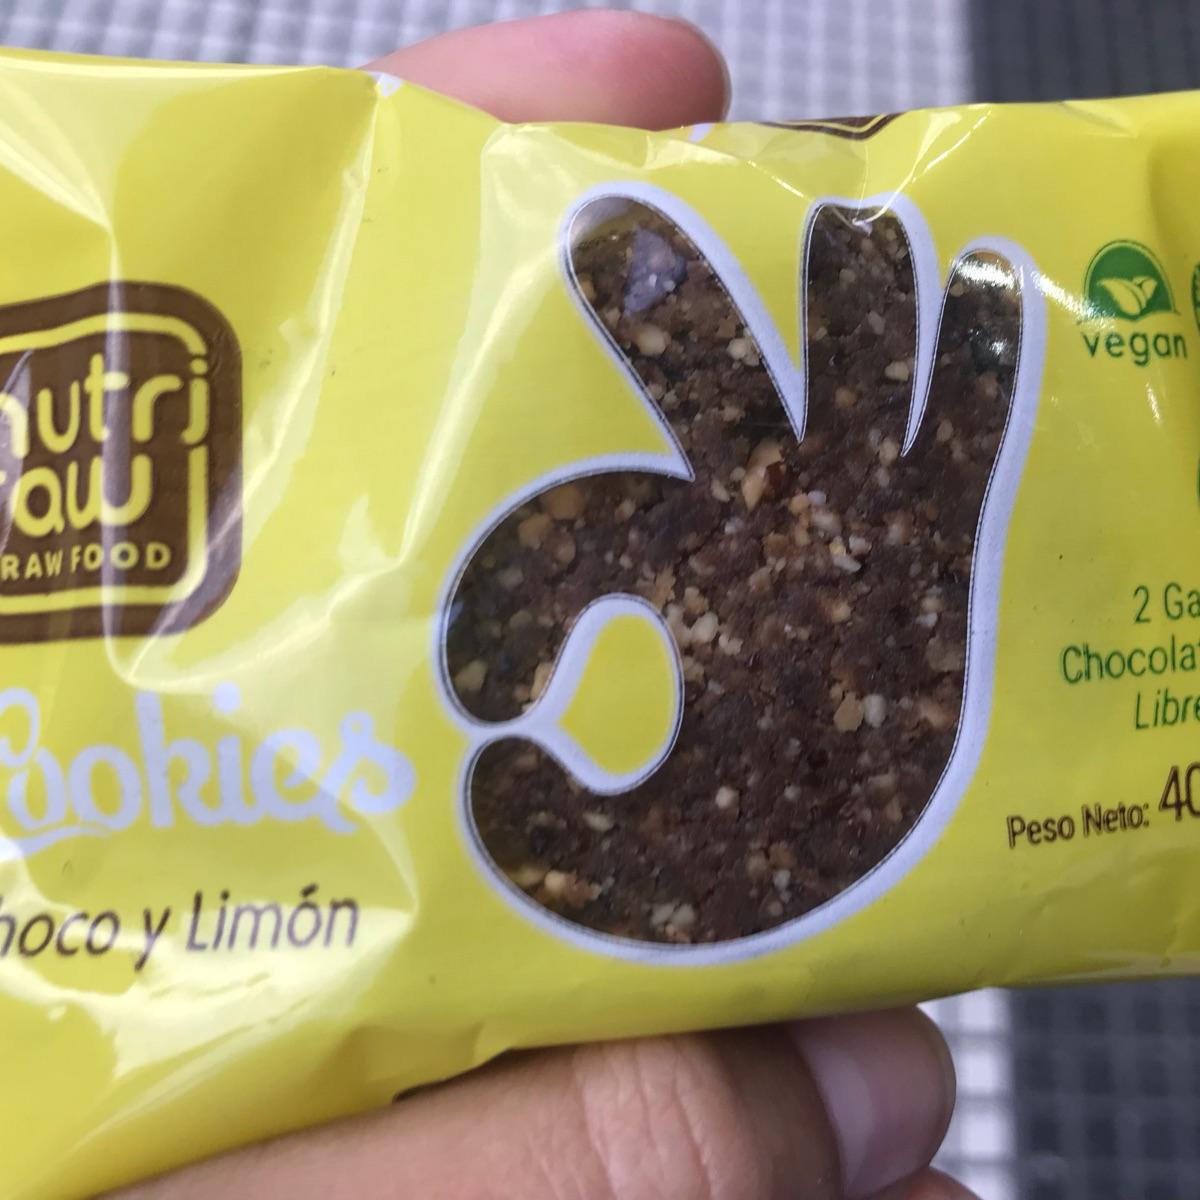 nutri
raw
RAW FOOD
Cookies
Choco y Limón
vegan
2 Ga
Chocolat
Libre
Peso Neto: 40